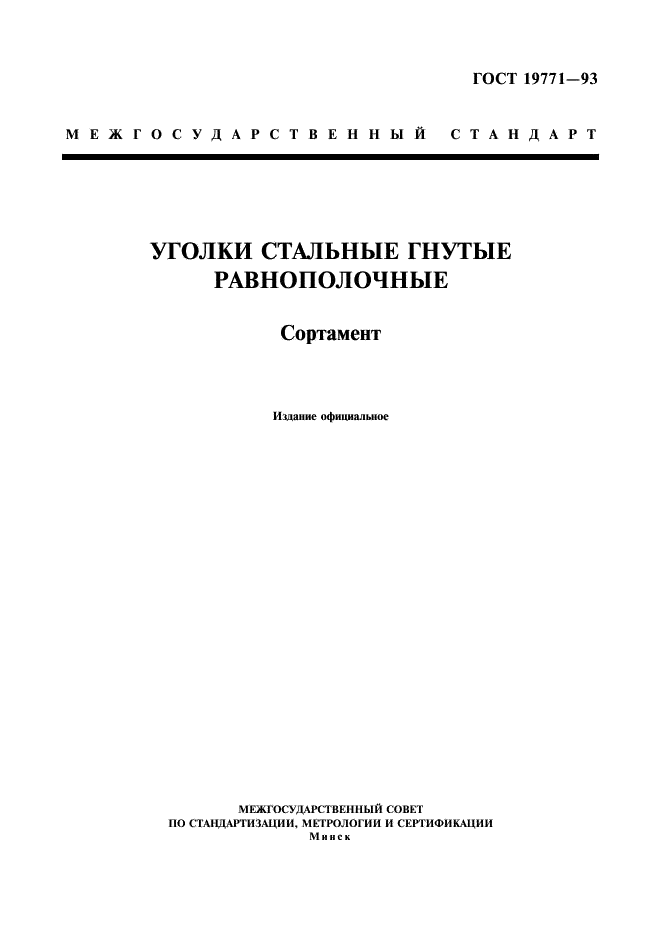 ГОСТ 19771—93
МЕЖГОСУДАРСТВЕННЫЙ СТАНДАРТ
УГОЛКИ СТАЛЬНЫЕ ГНУТЫЕ
РАВНОПОЛОЧНЫЕ
Сортамент
Издание официальное
МЕЖГОСУДАРСТВЕННЫЙ СОВЕТ
ПО СТАНДАРТИЗАЦИИ, МЕТРОЛОГИИ И СЕРТИФИКАЦИИ
Минск